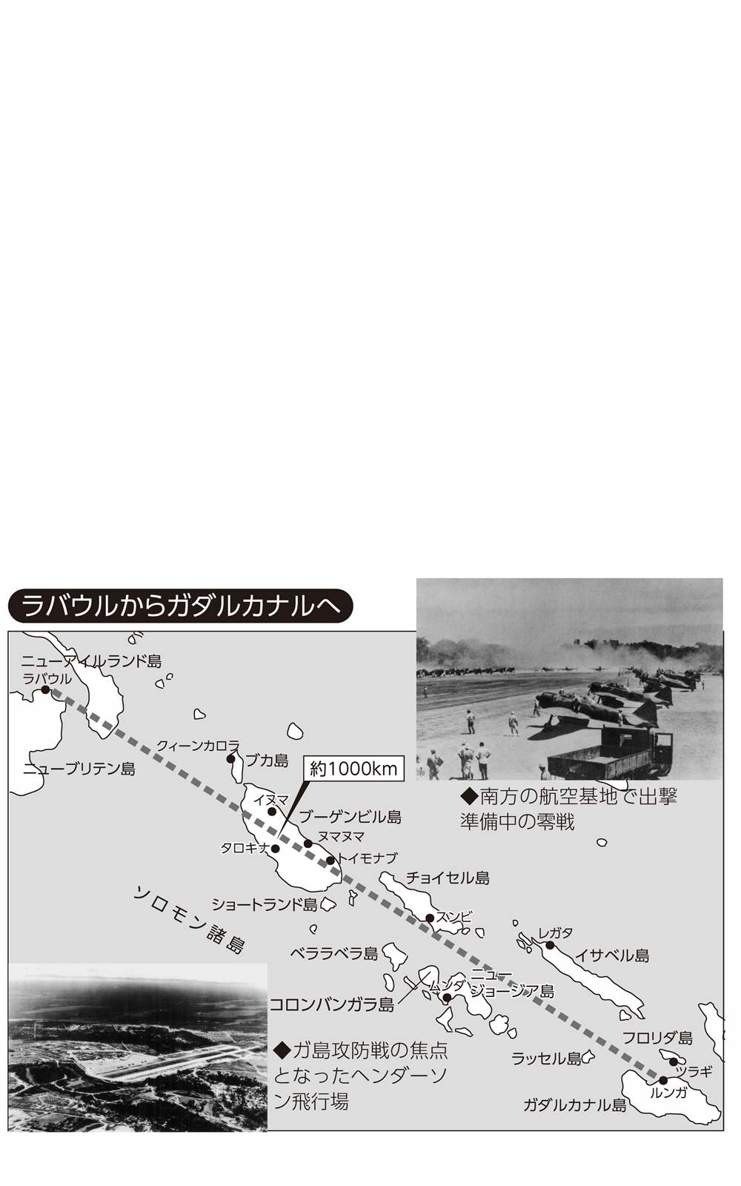 ラバウルからガダルカナルへ
ニューアイルランド島
ラバウル
ニューブリテン島
クィーンカロラ
ブカ島
約1000km
イヌマ
ブーゲンビル島
ヌマヌマ
タロキナ
トイモナブ
◆南方の航空基地で出撃
準備中の零戦
チョイセル島
ショートランド島
ソロモン諸島
スンビ
レガタ
イサベル島
ベララベラ島
ムンダ
ニュー
ジョージア島
コロンバンガラ島
◆ガ島攻防戦の焦点
となったヘンダーソ
ン飛行場
フロリダ島
ラッセル島
ツラギ
ルンガ
ガダルカナル島